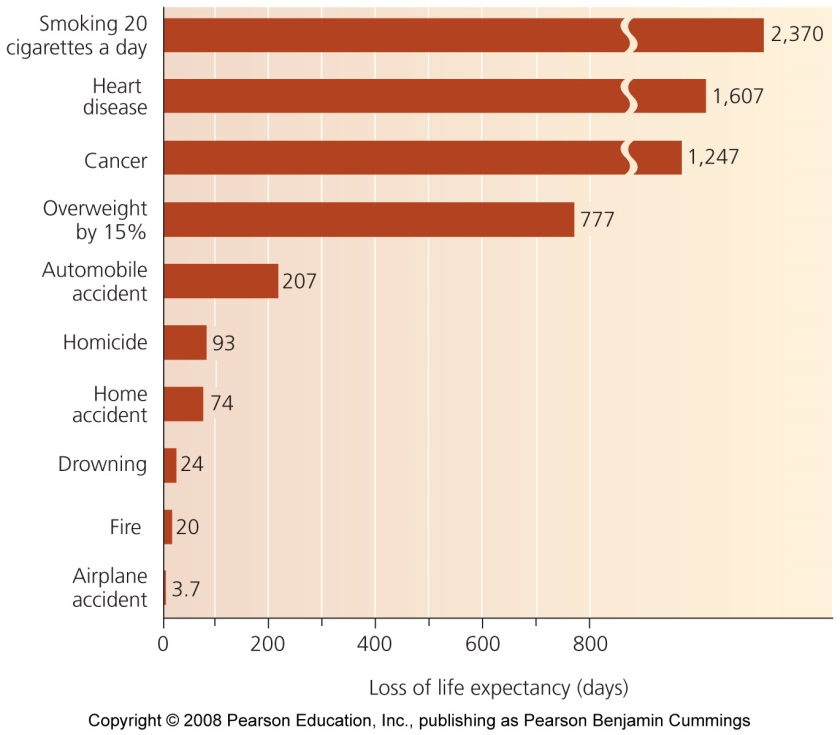 Smoking 20
cigarettes a day
2,370
Heart
disease
1,607
Cancer
1,247
Overweight
by 15%
777
Automobile
accident
207
Homicide
93
Home
accident
74
Drowning
24
Fire
20
Airplane
accident
3.7
0 200 400 600 800
Loss of life expectancy (days)
Copyright © 2008 Pearson Education, Inc., publishing as Pearson Benjamin Cummings